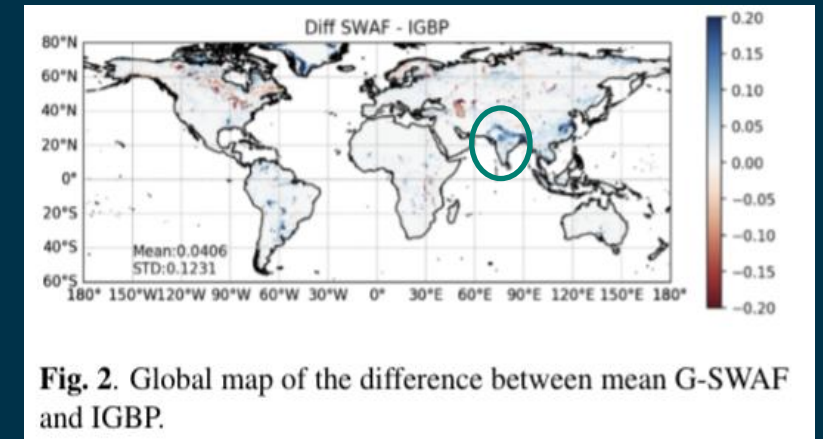 Diff SWAF - IGBP
80°N
60°N
40°N
20°N
0°
20°S
40°S
60°S
Mean:0.0406
STD:0.1231
180° 150°W120°W 90°W 60°W 30°W 0° 30°E 60°E 90°E 120°E 150°E 180°
0.20
0.15
0.10
0.05
0.00
−0.05
−0.10
−0.15
−0.20
Fig. 2. Global map of the difference between mean G-SWAF
and IGBP.